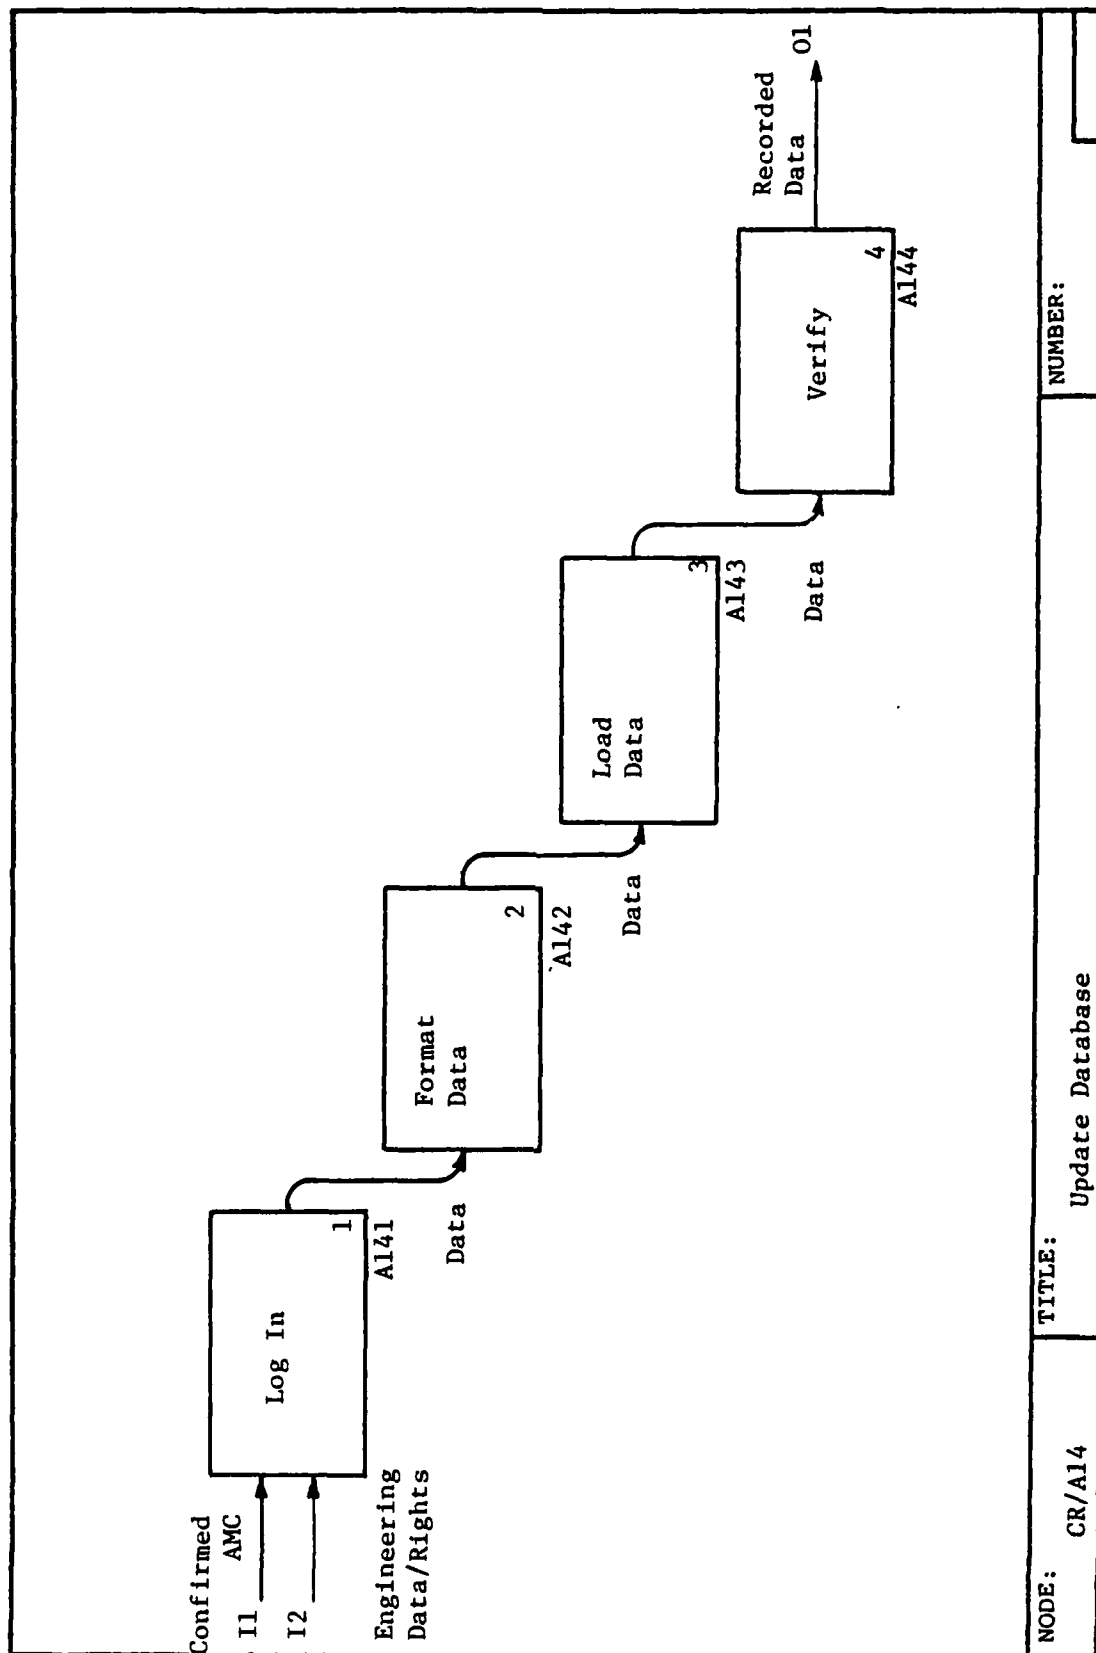 Confirmed
AMC
I1
I2
Engineering
Data/Rights
Log In
1
A141
Data
Format
Data
2
A142
Data
Load
Data
3
A143
Data
Verify
4
A144
Recorded
Data
O1
NODE:
CR/A14
TITLE:
Update Database
NUMBER: